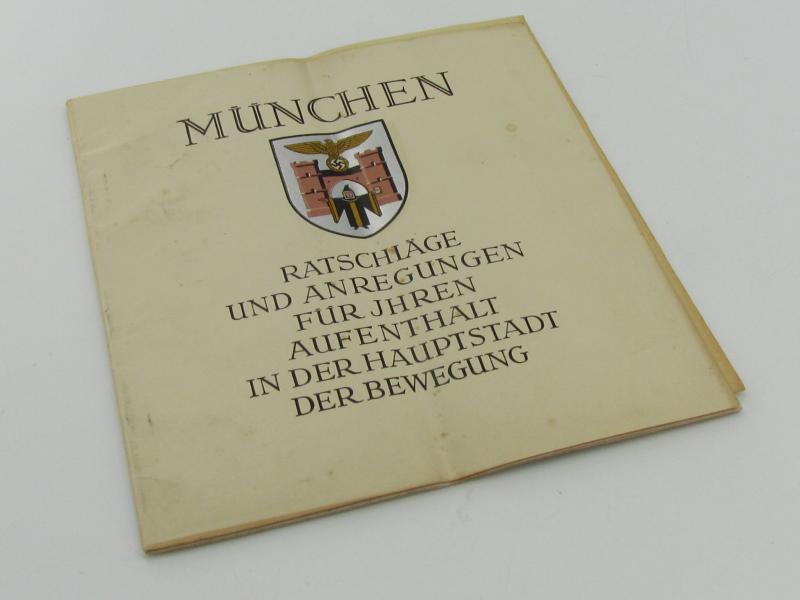 MÜNCHEN
RATSCHLÄGE
UND ANREGUNGEN
FÜR JHREN
AUFENTHALT
IN DER HAUPTSTADT
DER BEWEGUNG